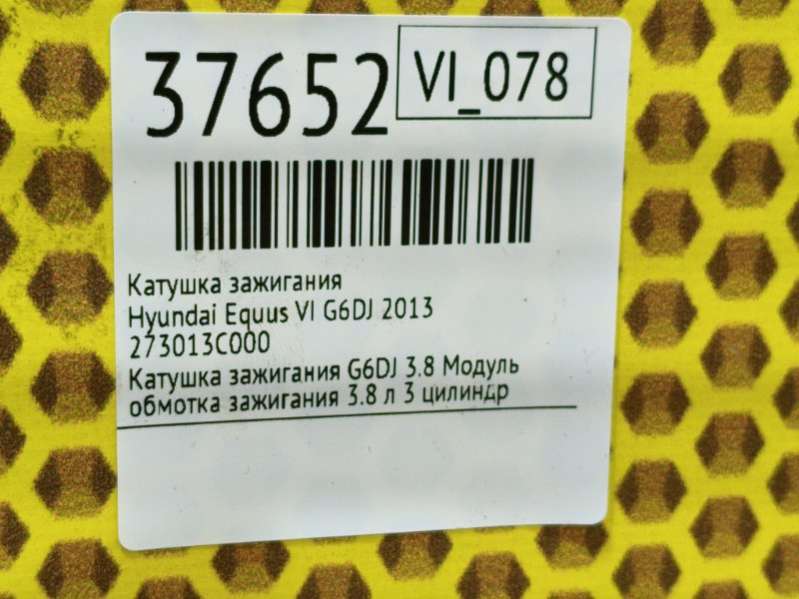 37652
VI_078
Катушка зажигания
Hyundai Equus VI G6DJ 2013
273013C000
Катушка зажигания G6DJ 3.8 Модуль
обмотка зажигания 3.8 л 3 цилиндр